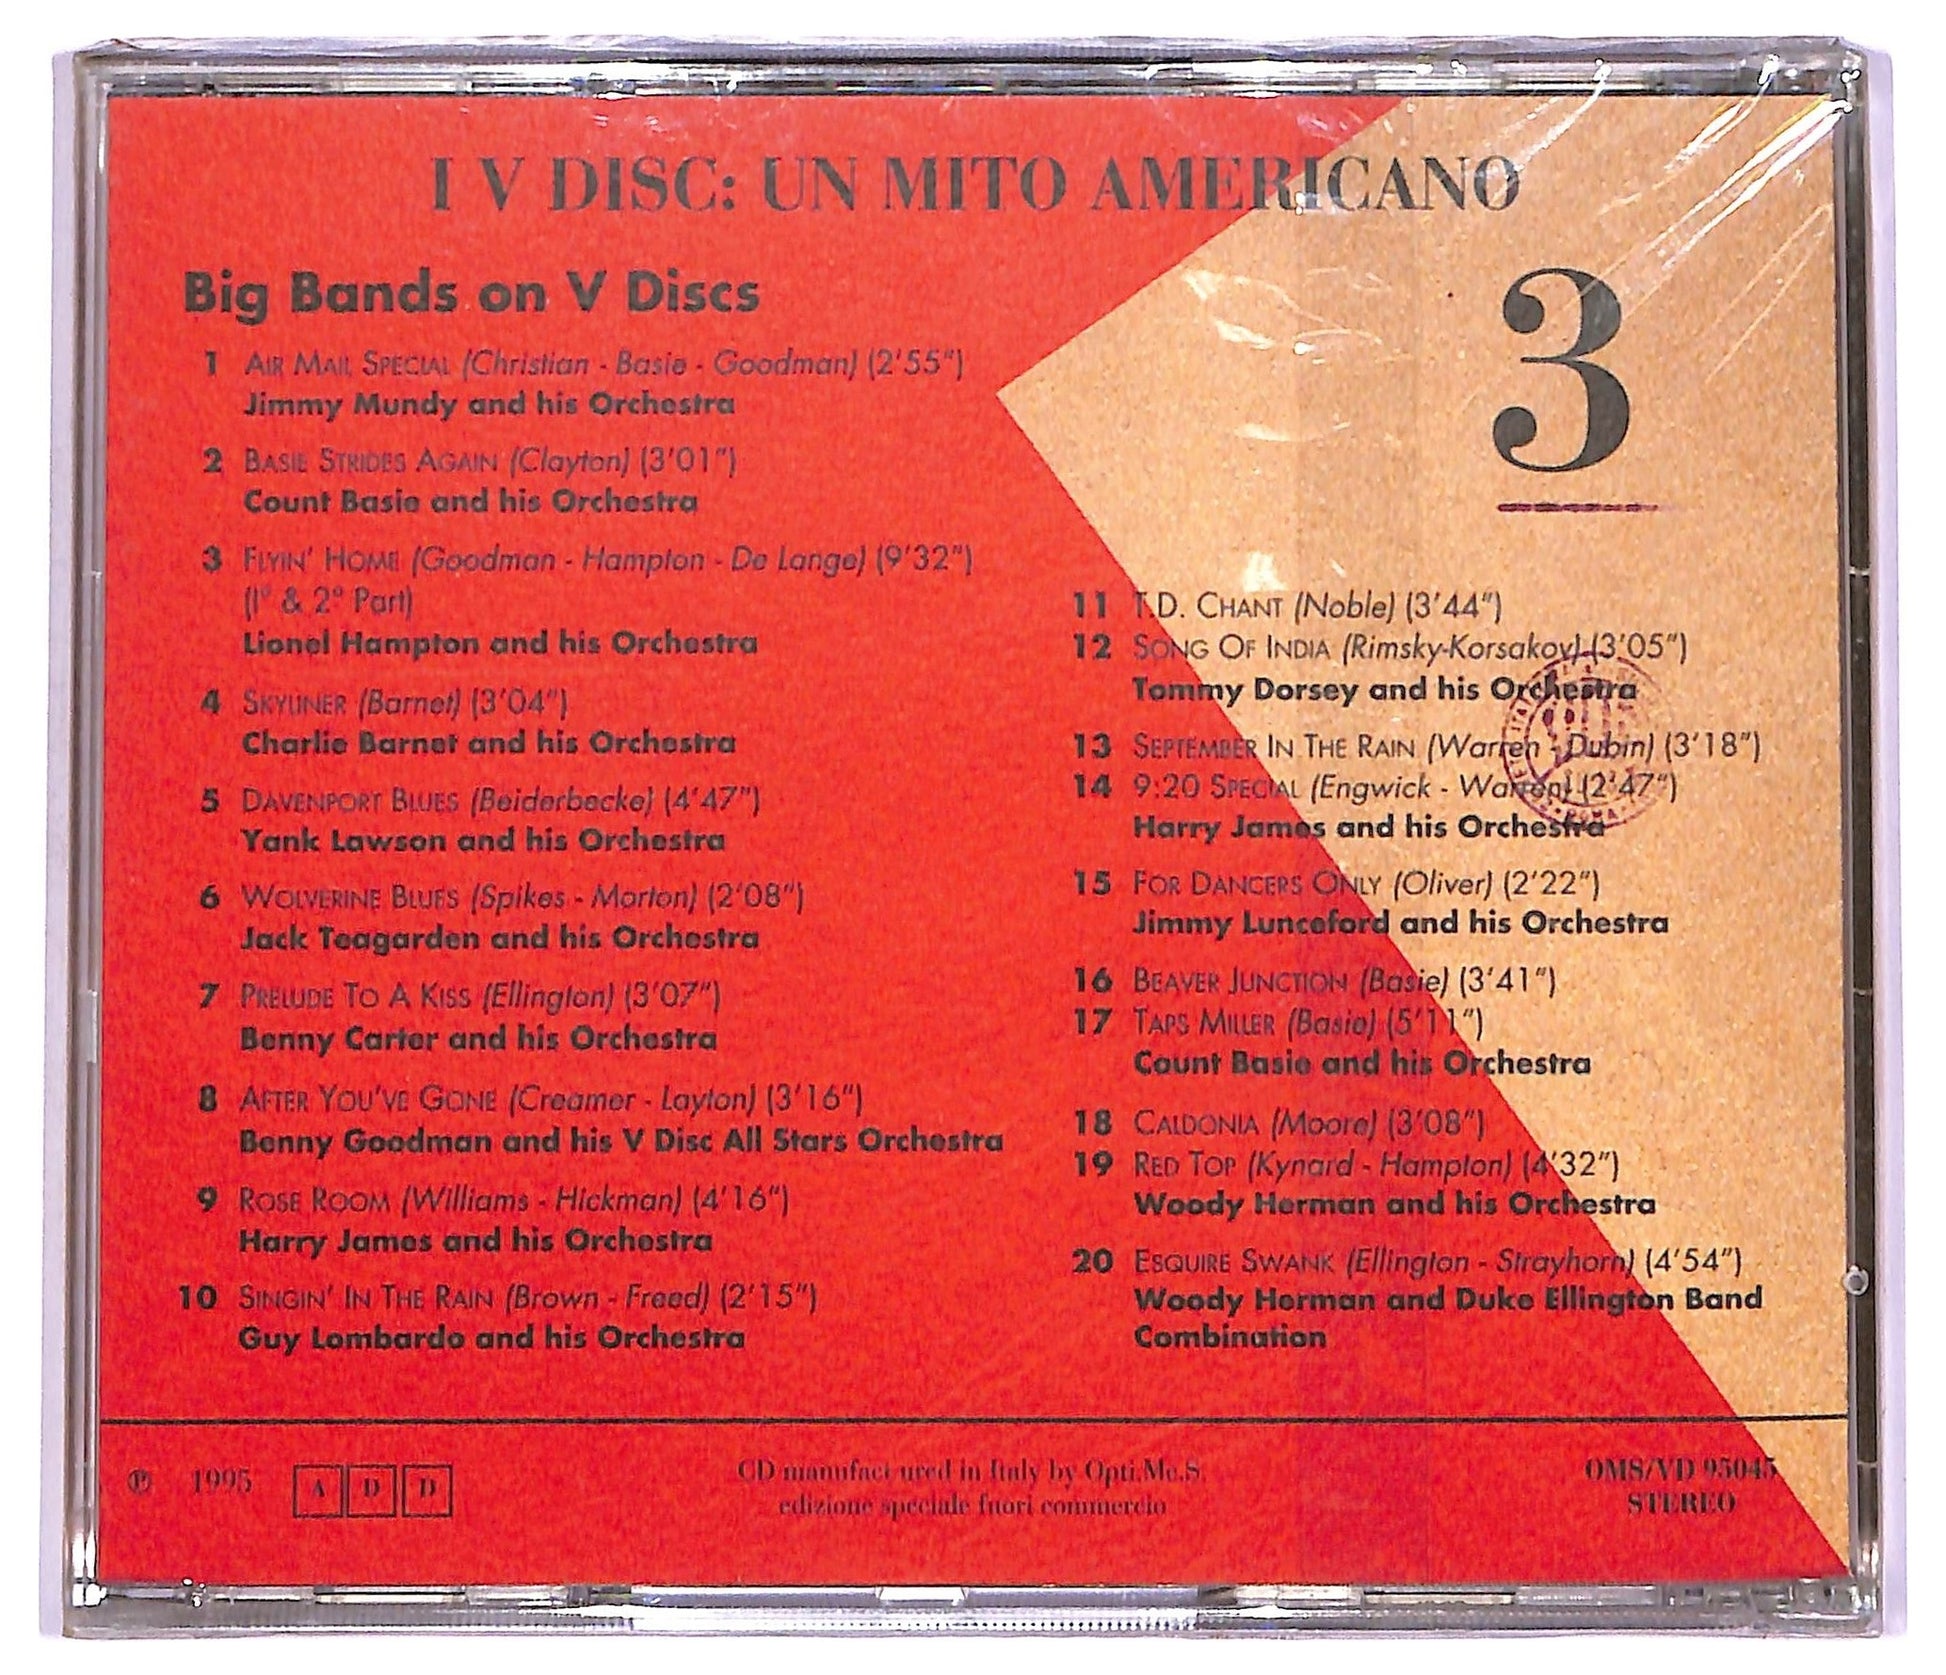 I V DISC: UN MITO AMERICANO
Big Bands on V Discs
3
1 AIR MAIL SPECIAL (Christian - Basie - Goodman) (2'55")
Jimmy Mundy and his Orchestra
2 BASIE STRIDES AGAIN (Clayton) (3'01")
Count Basie and his Orchestra
3 FLYIN' HOME (Goodman - Hampton - De Lange) (9'32")
(1° & 2° Part)
Lionel Hampton and his Orchestra
4 SKYLINER (Barnet) (3'04")
Charlie Barnet and his Orchestra
5 DAVENPORT BLUES (Beiderbecke) (4'47")
Yank Lawson and his Orchestra
6 WOLVERINE BLUES (Spikes - Morton) (2'08")
Jack Teagarden and his Orchestra
7 PRELUDE TO A KISS (Ellington) (3'07")
Benny Carter and his Orchestra
8 AFTER YOU'VE GONE (Creamer - Layton) (3'16")
Benny Goodman and his V Disc All Stars Orchestra
9 ROSE ROOM (Williams - Hickman) (4'16")
Harry James and his Orchestra
10 SINGIN' IN THE RAIN (Brown - Freed) (2'15")
Guy Lombardo and his Orchestra
11 T.D. CHANT (Noble) (3'44")
12 SONG OF INDIA (Rimsky-Korsakov) (3'05")
Tommy Dorsey and his Orchestra
13 SEPTEMBER IN THE RAIN (Warren - Dubin) (3'18")
14 9:20 SPECIAL (Engwick - Warren) (2'47")
Harry James and his Orchestra
15 FOR DANCERS ONLY (Oliver) (2'22")
Jimmy Lunceford and his Orchestra
16 BEAVER JUNCTION (Basie) (3'41")
17 TAPS MILLER (Basie) (5'11")
Count Basie and his Orchestra
18 CALDONIA (Moore) (3'08")
19 RED TOP (Kynard - Hampton) (4'32")
Woody Herman and his Orchestra
20 ESQUIRE SWANK (Ellington - Strayhorn) (4'54")
Woody Herman and Duke Ellington Band
Combination
℗ 1995 A D D
CD manufactured in Italy by Opti.Me.S.
edizione speciale fuori commercio
OMS/VD 95045
STEREO
ROMA